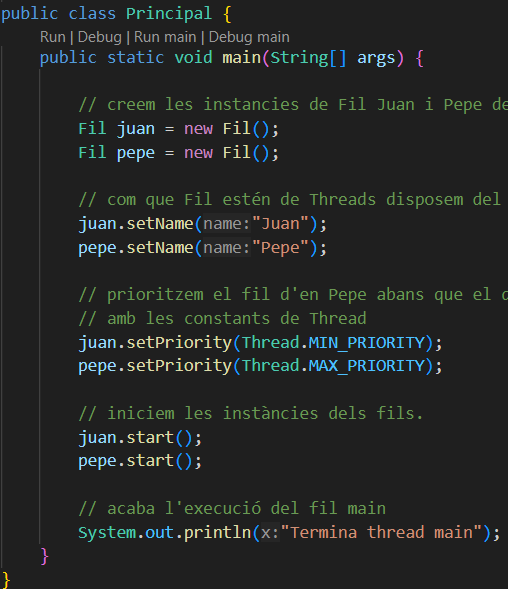 public class Principal {
Run | Debug | Run main | Debug main
public static void main(String[] args) {
// creem les instancies de Fil Juan i Pepe
Fil juan = new Fil();
Fil pepe = new Fil();
// com que Fil estén de Threads disposem del
juan.setName(name:"Juan");
pepe.setName(name:"Pepe");
// prioritzem el fil d'en Pepe abans que el
// amb les constants de Thread
juan.setPriority(Thread.MIN_PRIORITY);
pepe.setPriority(Thread.MAX_PRIORITY);
// iniciem les instàncies dels fils.
juan.start();
pepe.start();
// acaba l'execució del fil main
System.out.println(x:"Termina thread main");
}
}